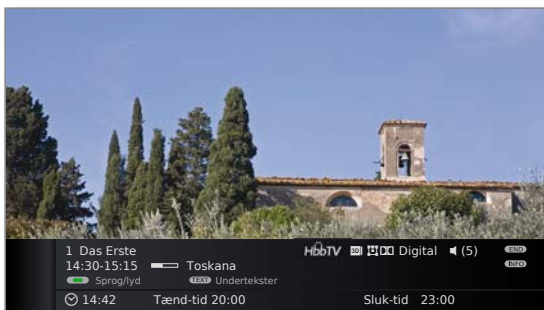 1 Das Erste HbbTV 3D Digital (5) END
14:30-15:15 Toskana INFO
Sprog/lyd TEXT Undertekster
14:42 Tænd-tid 20:00 Sluk-tid 23:00